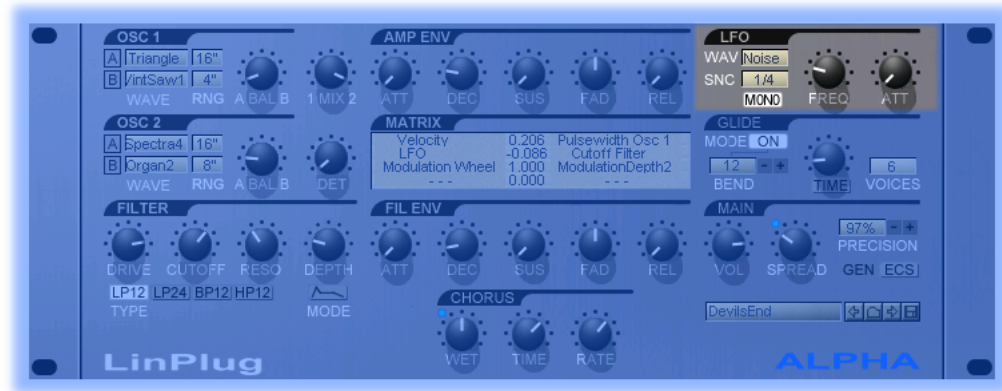 OSC 1
A Triangle 16"
B VintSaw1 4"
WAVE RNG A BAL B 1 MIX 2
AMP ENV
ATT DEC SUS FAD REL
LFO
WAV Noise
SNC 1/4
MONO FREQ ATT
OSC 2
A Spectra4 16"
B Organ2 8"
WAVE RNG A BAL B DET
MATRIX
Velocity 0.206 Pulsewidth Osc 1
LFO -0.086 Cutoff Filter
Modulation Wheel 1.000 ModulationDepth2
- - - 0.000 - - -
GLIDE
MODE ON
12 - + 6
BEND TIME VOICES
FILTER
DRIVE CUTOFF RESO DEPTH
LP12 LP24 BP12 HP12
TYPE MODE
FIL ENV
ATT DEC SUS FAD REL
MAIN
97% - +
PRECISION
VOL SPREAD GEN ECS
CHORUS
WET TIME RATE
DevilsEnd
LinPlug ALPHA